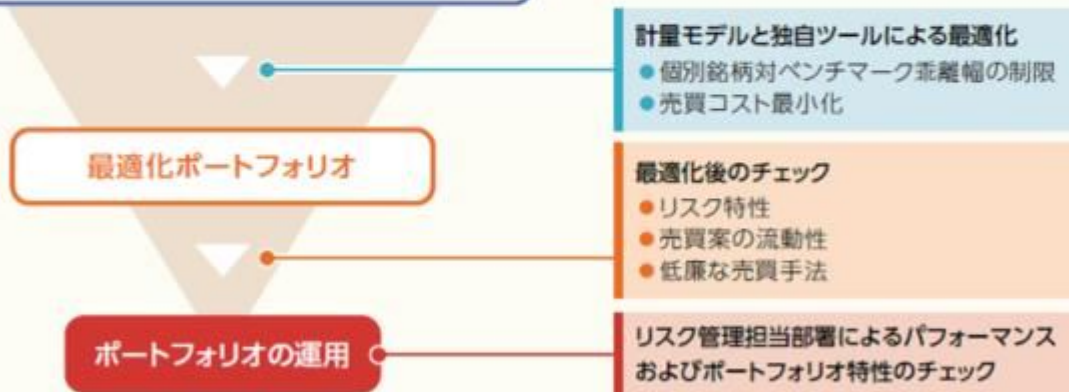 計量モデルと独自ツールによる最適化
●個別銘柄対ベンチマーク乖離幅の制限
●売買コスト最小化
最適化ポートフォリオ
最適化後のチェック
●リスク特性
●売買案の流動性
●低廉な売買手法
ポートフォリオの運用
リスク管理担当部署によるパフォーマンス
およびポートフォリオ特性のチェック